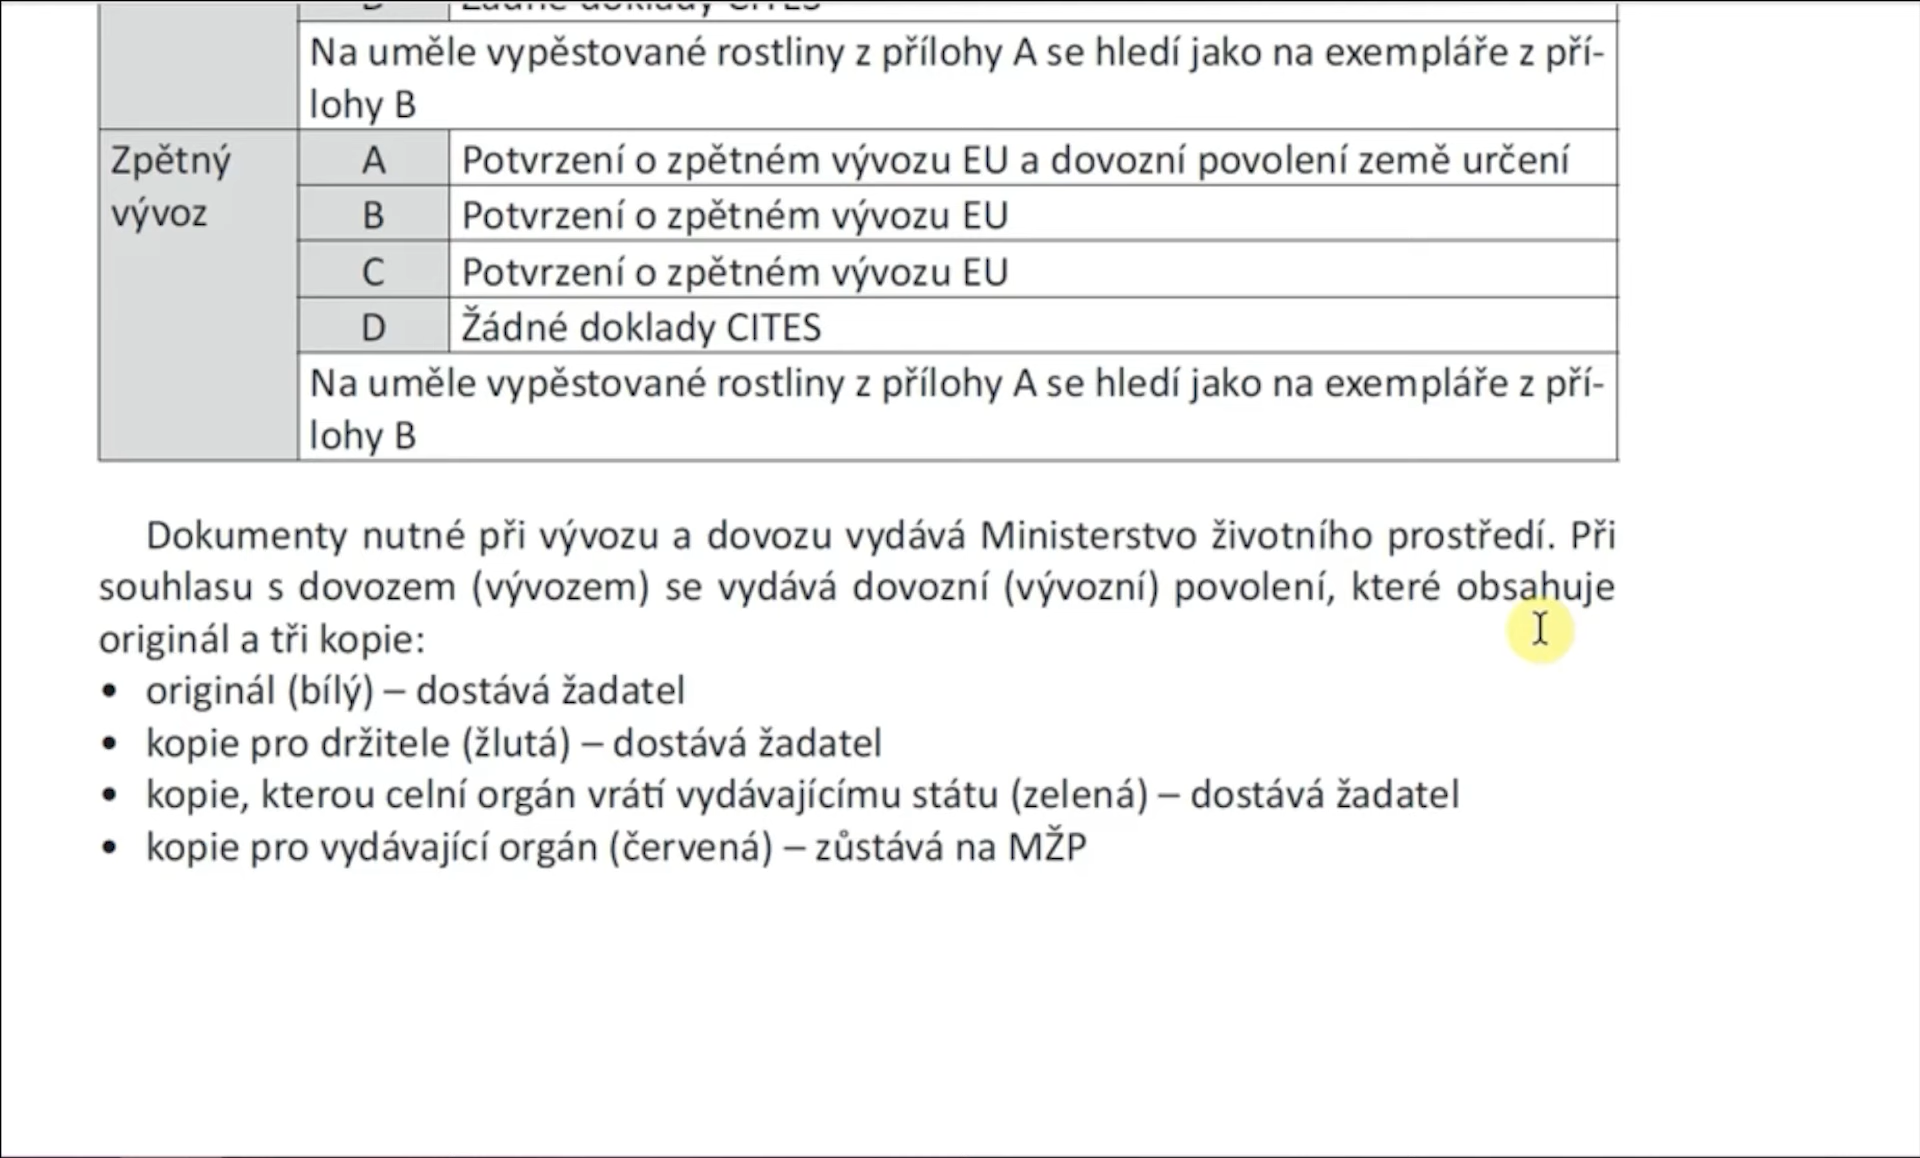 Žádné doklady CITES
Na uměle vypěstované rostliny z přílohy A se hledí jako na exempláře z pří-
lohy B
Zpětný
vývoz
A
Potvrzení o zpětném vývozu EU a dovozní povolení země určení
B
Potvrzení o zpětném vývozu EU
C
Potvrzení o zpětném vývozu EU
D
Žádné doklady CITES
Na uměle vypěstované rostliny z přílohy A se hledí jako na exempláře z pří-
lohy B
Dokumenty nutné při vývozu a dovozu vydává Ministerstvo životního prostředí. Při
souhlasu s dovozem (vývozem) se vydává dovozní (vývozní) povolení, které obsahuje
originál a tři kopie:
• originál (bílý) – dostává žadatel
• kopie pro držitele (žlutá) – dostává žadatel
• kopie, kterou celní orgán vrátí vydávajícímu státu (zelená) – dostává žadatel
• kopie pro vydávající orgán (červená) – zůstává na MŽP